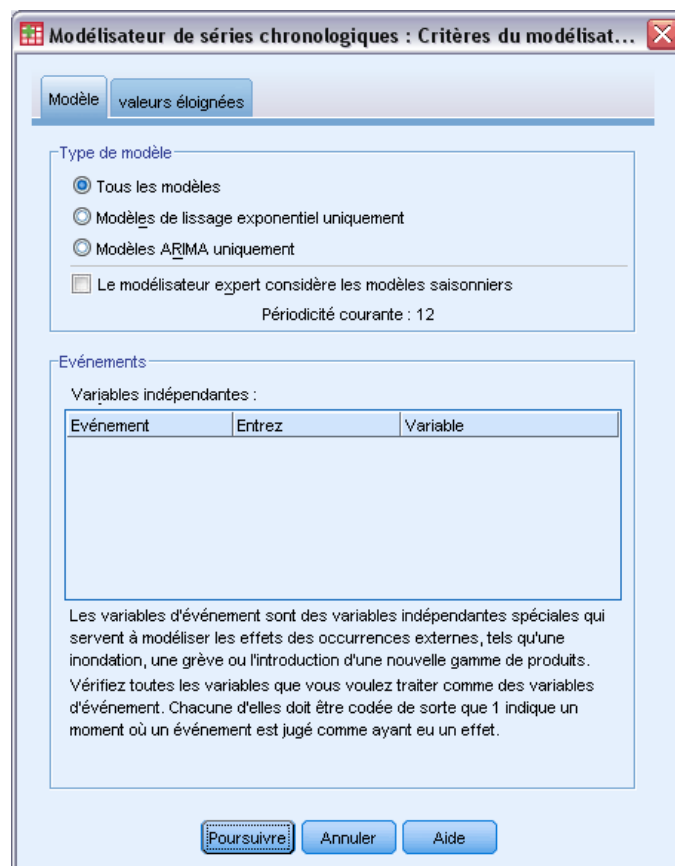 Modélisateur de séries chronologiques : Critères du modélisat...
Modèle
valeurs éloignées
Type de modèle
Tous les modèles
Modèles de lissage exponentiel uniquement
Modèles ARIMA uniquement
Le modélisateur expert considère les modèles saisonniers
Périodicité courante : 12
Evénements
Variables indépendantes :
Evénement Entrez Variable
Les variables d'événement sont des variables indépendantes spéciales qui
servent à modéliser les effets des occurrences externes, tels qu'une
inondation, une grève ou l'introduction d'une nouvelle gamme de produits.
Vérifiez toutes les variables que vous voulez traiter comme des variables
d'événement. Chacune d'elles doit être codée de sorte que 1 indique un
moment où un événement est jugé comme ayant eu un effet.
Poursuivre Annuler Aide